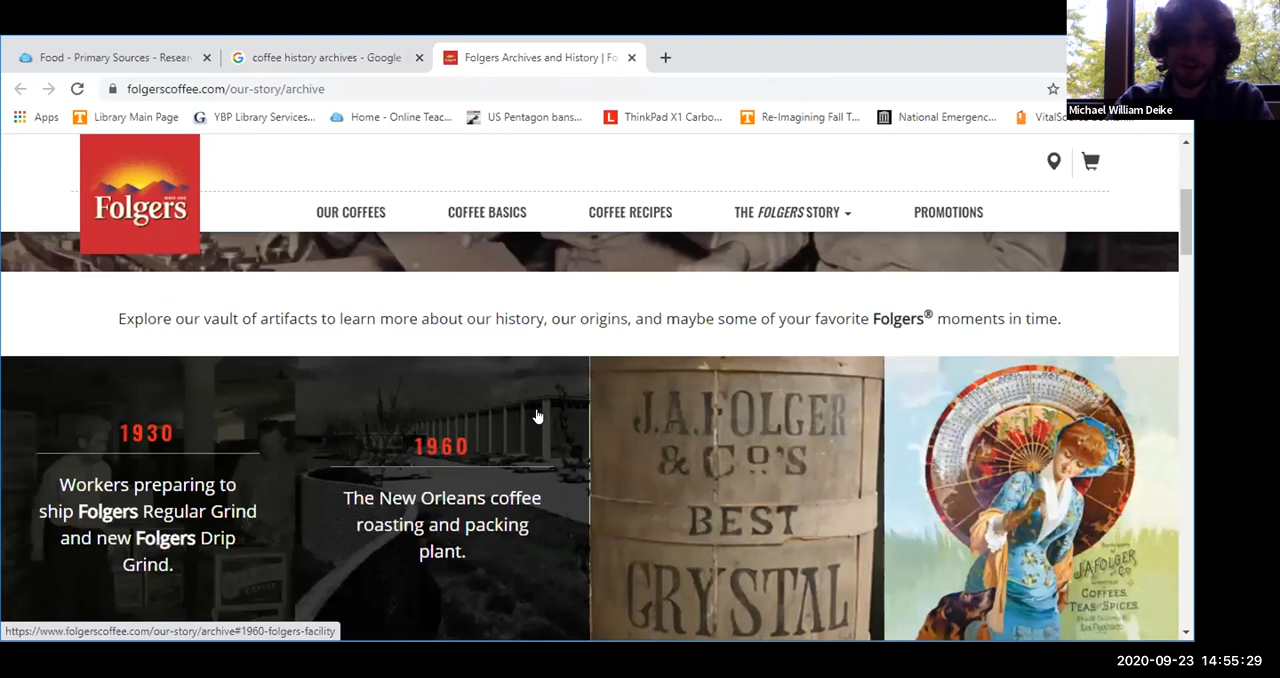 Michael William Deike
Food - Primary Sources - Resear
coffee history archives - Google
Folgers Archives and History | Fo
folgerscoffee.com/our-story/archive
Apps
Library Main Page
YBP Library Services...
Home - Online Teac...
US Pentagon bans...
ThinkPad X1 Carbo...
Re-Imagining Fall T...
National Emergenc...
Folgers
OUR COFFEES
COFFEE BASICS
COFFEE RECIPES
THE FOLGERS STORY
PROMOTIONS
Explore our vault of artifacts to learn more about our history, our origins, and maybe some of your favorite Folgers® moments in time.
1930
Workers preparing to
ship Folgers Regular Grind
and new Folgers Drip
Grind.
1960
The New Orleans coffee
roasting and packing
plant.
J.A.FOLGER
& CO'S
BEST
CRYSTAL
J.A.FOLGER
& CO
COFFEES
TEAS AND SPICES
SAN FRANCISCO
https://www.folgerscoffee.com/our-story/archive#1960-folgers-facility
2020-09-23 14:55:29